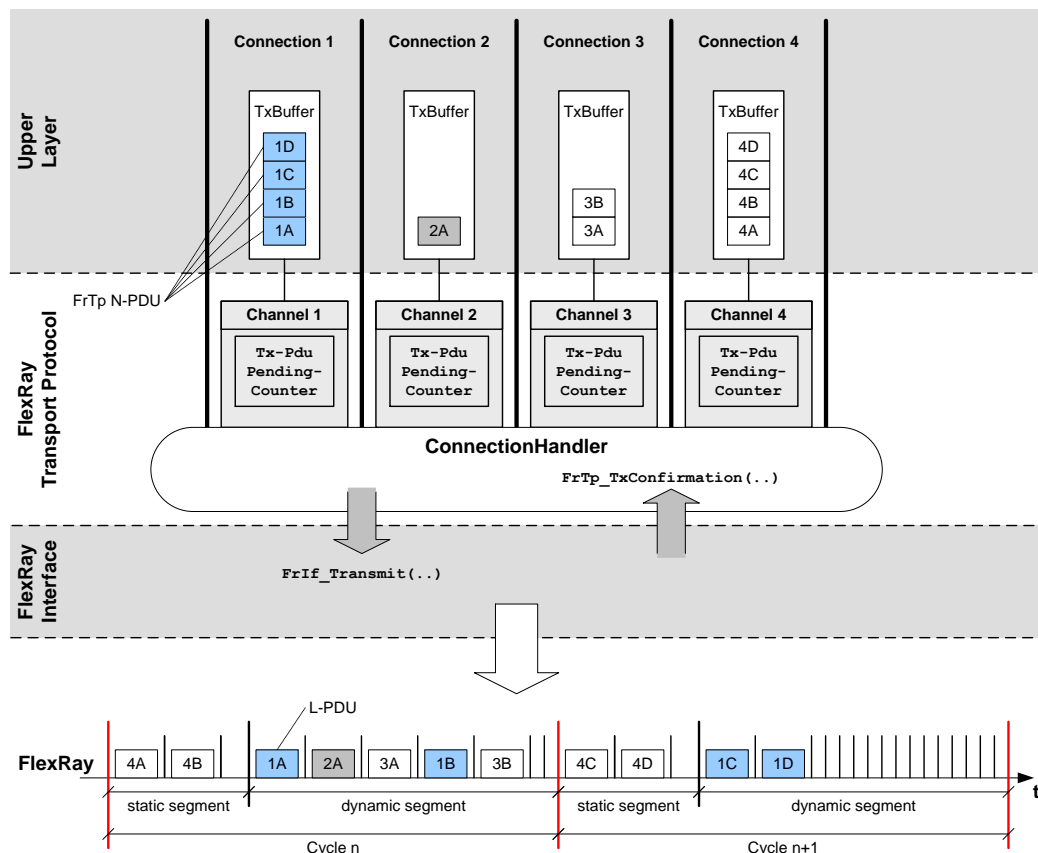 Connection 1
Connection 2
Connection 3
Connection 4
Upper
Layer
TxBuffer
TxBuffer
TxBuffer
TxBuffer
1D
1C
1B
1A
2A
3B
3A
4D
4C
4B
4A
FrTp N-PDU
FlexRay
Transport Protocol
Channel 1
Channel 2
Channel 3
Channel 4
Tx-Pdu
Pending-
Counter
Tx-Pdu
Pending-
Counter
Tx-Pdu
Pending-
Counter
Tx-Pdu
Pending-
Counter
ConnectionHandler
FrTp_TxConfirmation(..)
FlexRay
Interface
FrIf_Transmit(..)
L-PDU
FlexRay
4A
4B
1A
2A
3A
1B
3B
4C
4D
1C
1D
t
static segment
dynamic segment
static segment
dynamic segment
Cycle n
Cycle n+1